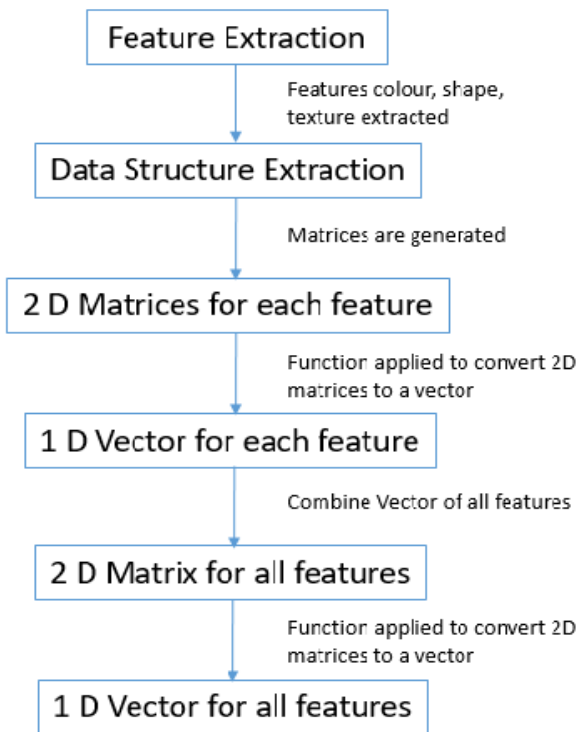 Feature Extraction
Features colour, shape,
texture extracted
Data Structure Extraction
Matrices are generated
2 D Matrices for each feature
Function applied to convert 2D
matrices to a vector
1 D Vector for each feature
Combine Vector of all features
2 D Matrix for all features
Function applied to convert 2D
matrices to a vector
1 D Vector for all features